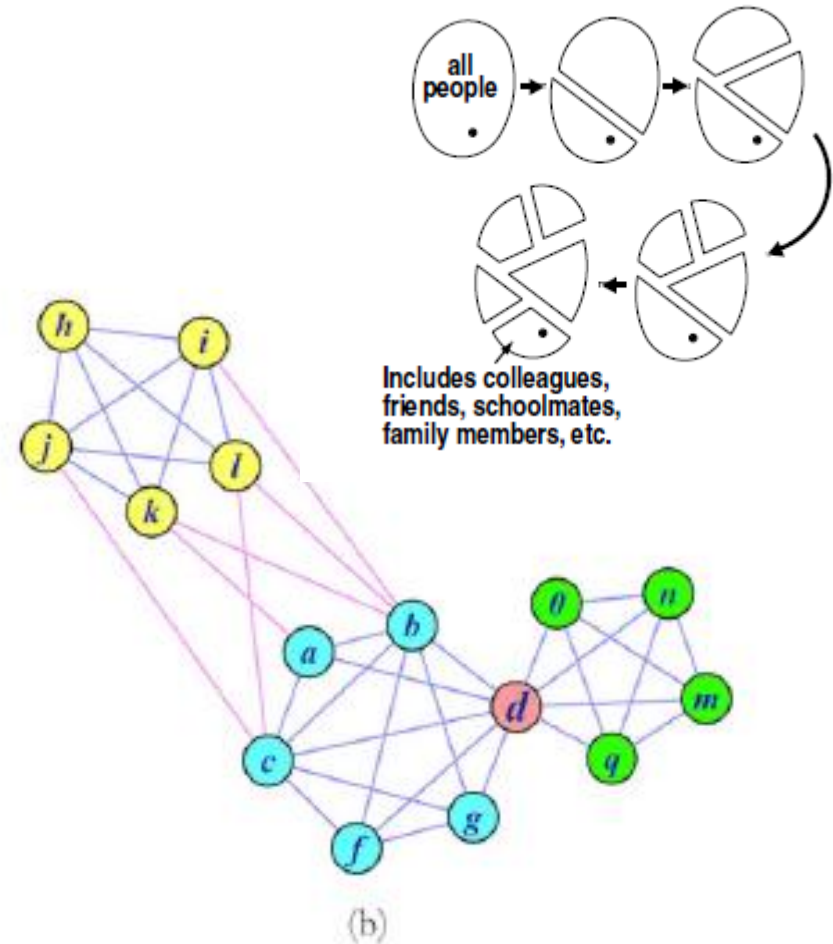 all
people
Includes colleagues,
friends, schoolmates,
family members, etc.
h
i
j
l
k
b
a
c
d
f
g
0
n
m
q
(b)